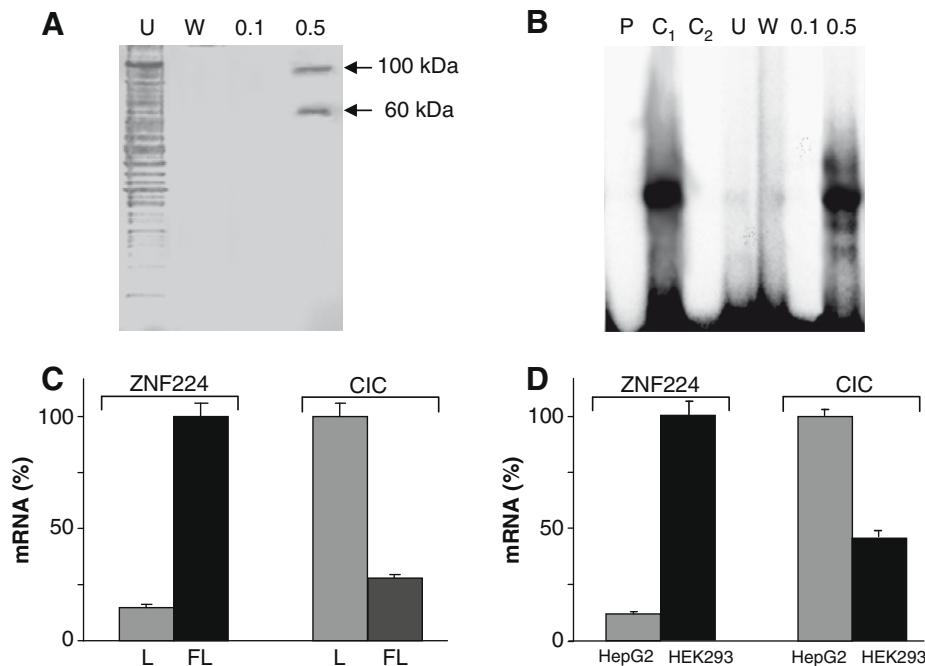 A
U W 0.1 0.5
100 kDa
60 kDa
B
P C₁ C₂ U W 0.1 0.5
C
ZNF224 CIC
mRNA (%)
100
50
0
L FL L FL
D
ZNF224 CIC
mRNA (%)
100
50
0
HepG2 HEK293 HepG2 HEK293